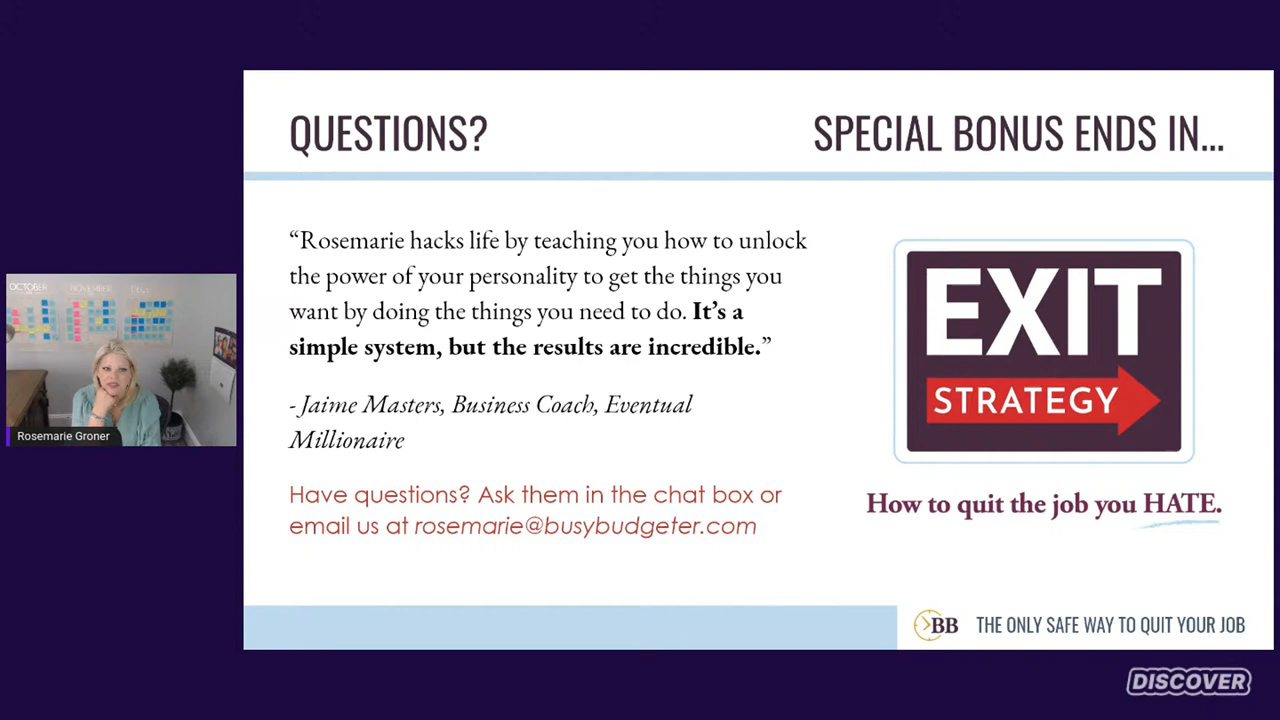 QUESTIONS?
SPECIAL BONUS ENDS IN...
“Rosemarie hacks life by teaching you how to unlock
the power of your personality to get the things you
want by doing the things you need to do. It’s a
simple system, but the results are incredible.”
- Jaime Masters, Business Coach, Eventual
Millionaire
Have questions? Ask them in the chat box or
email us at rosemarie@busybudgeter.com
EXIT
STRATEGY
How to quit the job you HATE.
BB THE ONLY SAFE WAY TO QUIT YOUR JOB
OCTOBER
NOVEMBER
Rosemarie Groner
DISCOVER